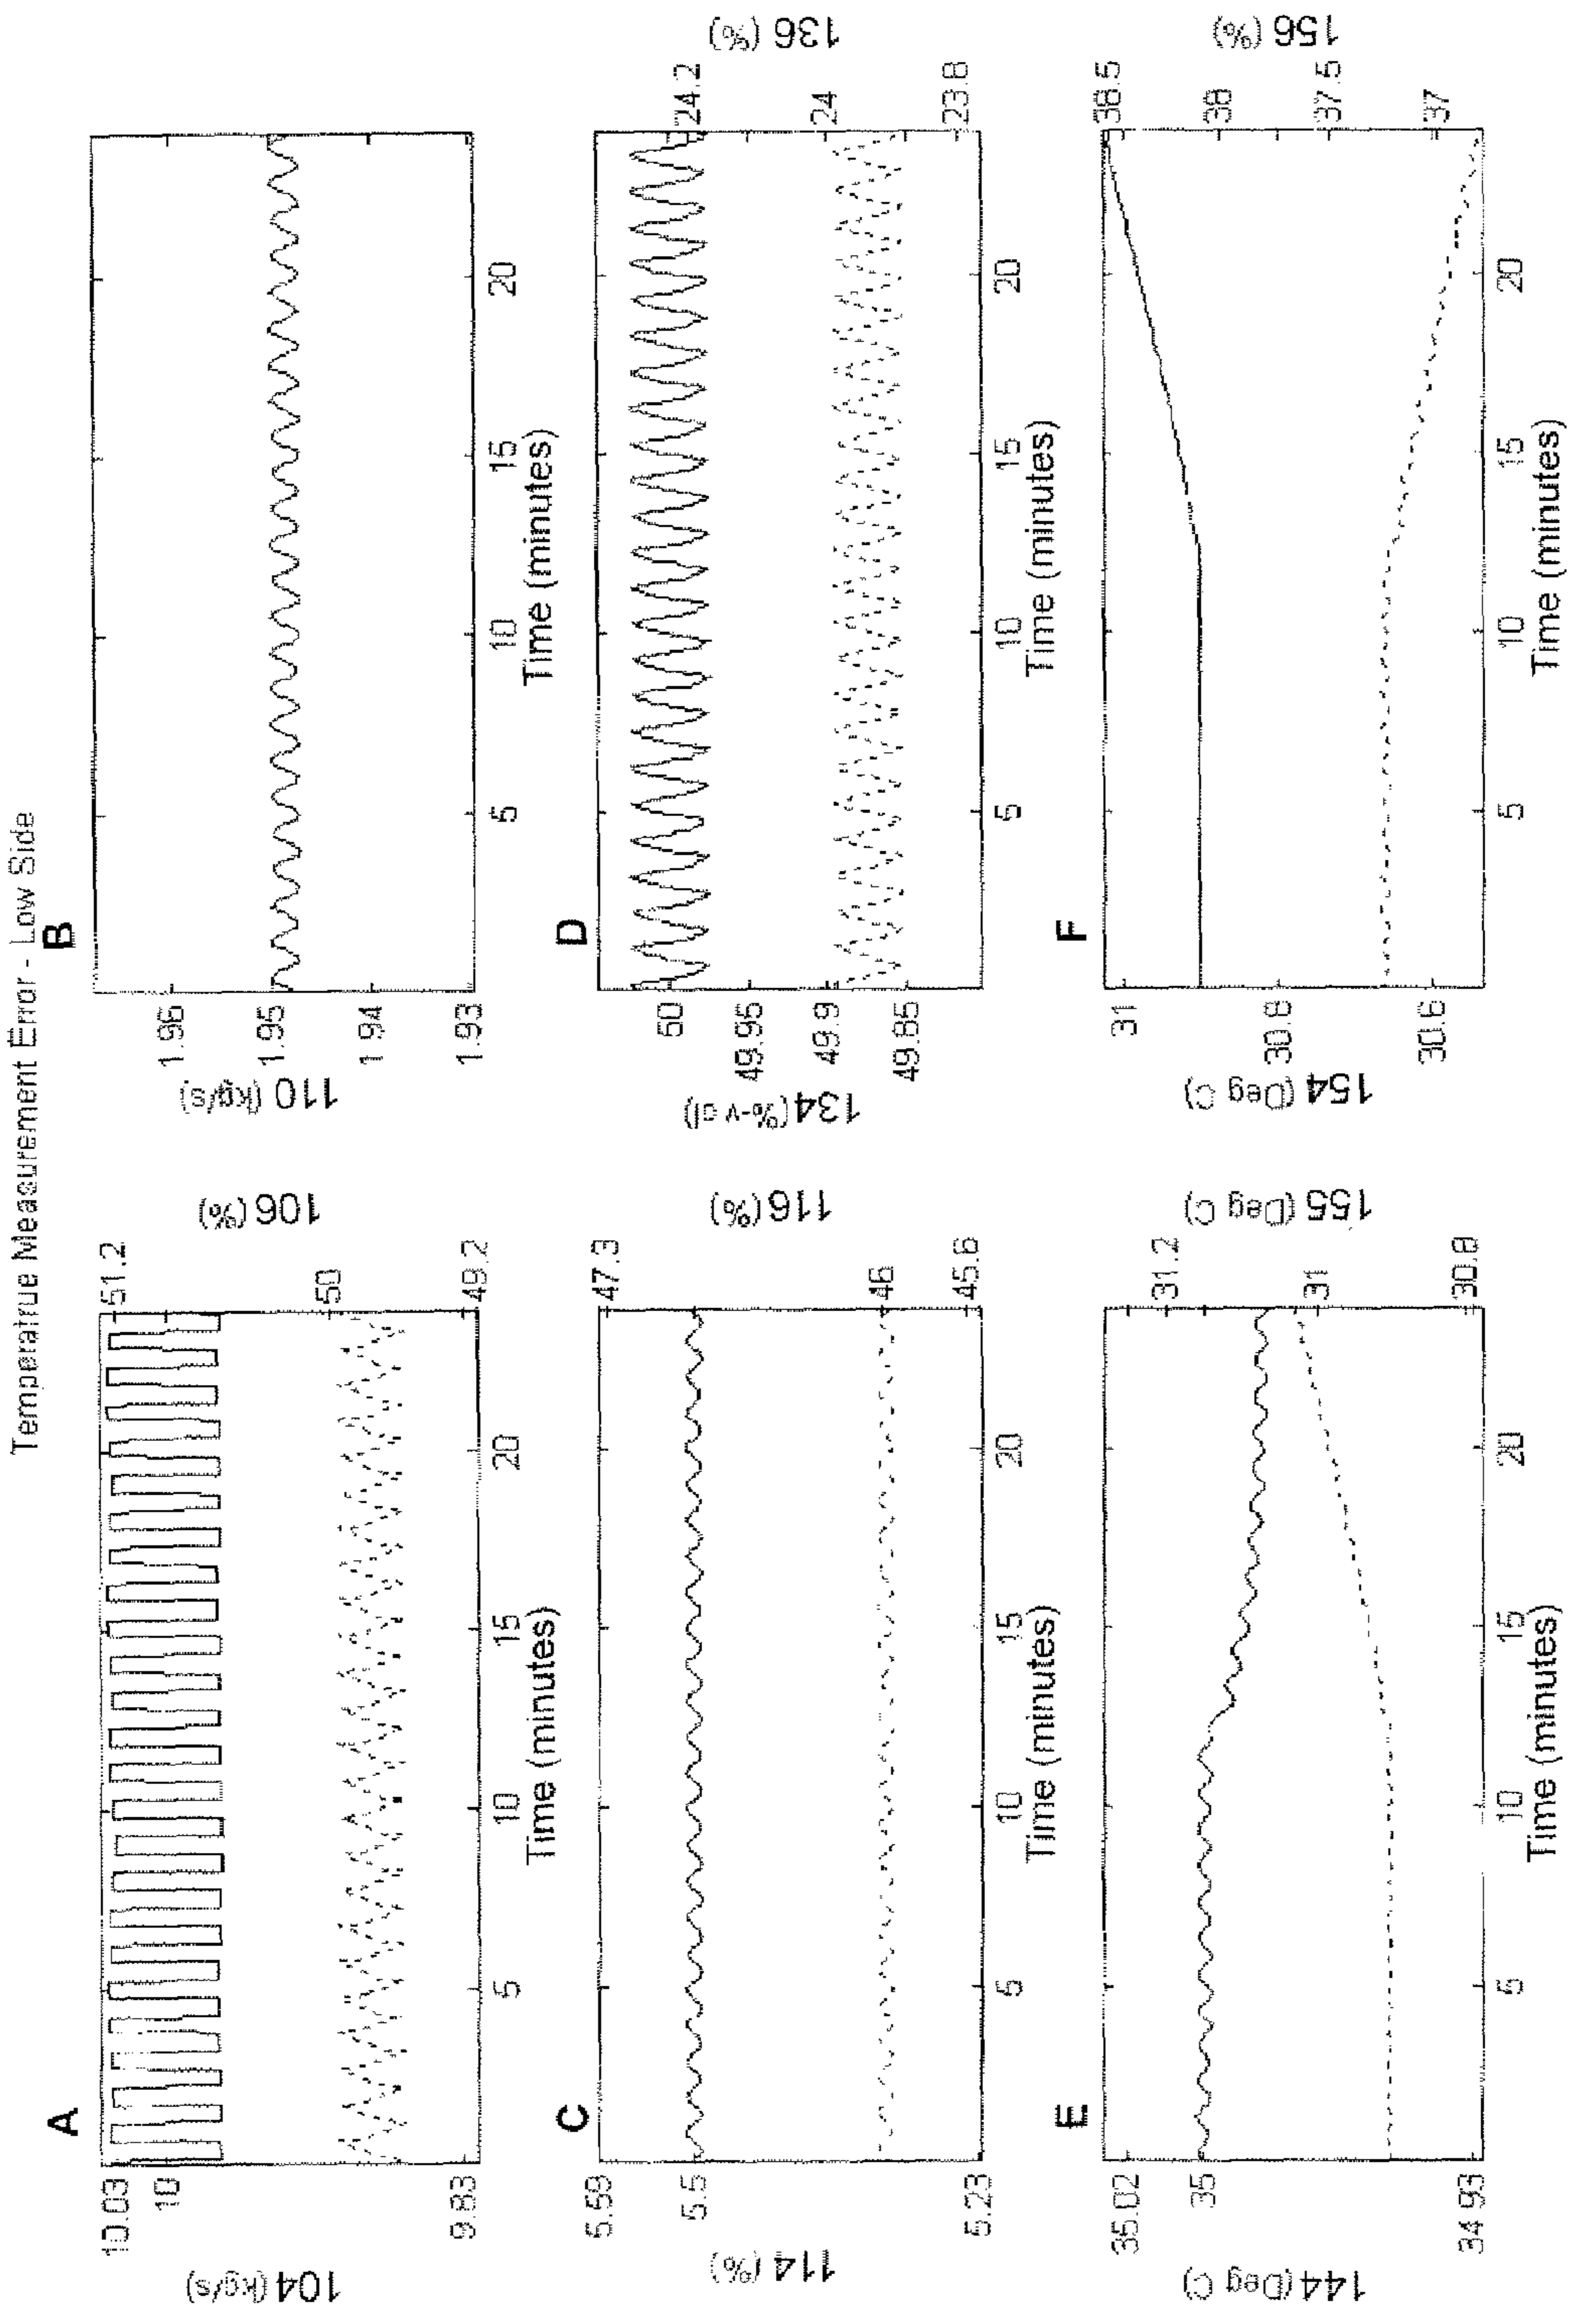 Temperatrue Measurement Error - Low Side
A
10.03
10
9.83
104 (kg/s)
51.2
50
49.2
106 (%)
5 10 15 20
Time (minutes)
B
1.96
1.95
1.94
1.93
110 (kg/s)
5 10 15 20
Time (minutes)
C
5.59
5.5
5.23
114 (%)
47.3
46
45.6
116 (%)
5 10 15 20
Time (minutes)
D
50
49.95
49.9
49.85
134 (%-vol)
24.2
24
23.8
136 (%)
5 10 15 20
Time (minutes)
E
35.02
35
34.93
144 (Deg C)
31.2
31
30.8
155 (Deg C)
5 10 15 20
Time (minutes)
F
31
30.8
30.6
154 (Deg C)
38.5
38
37.5
37
156 (%)
5 10 15 20
Time (minutes)